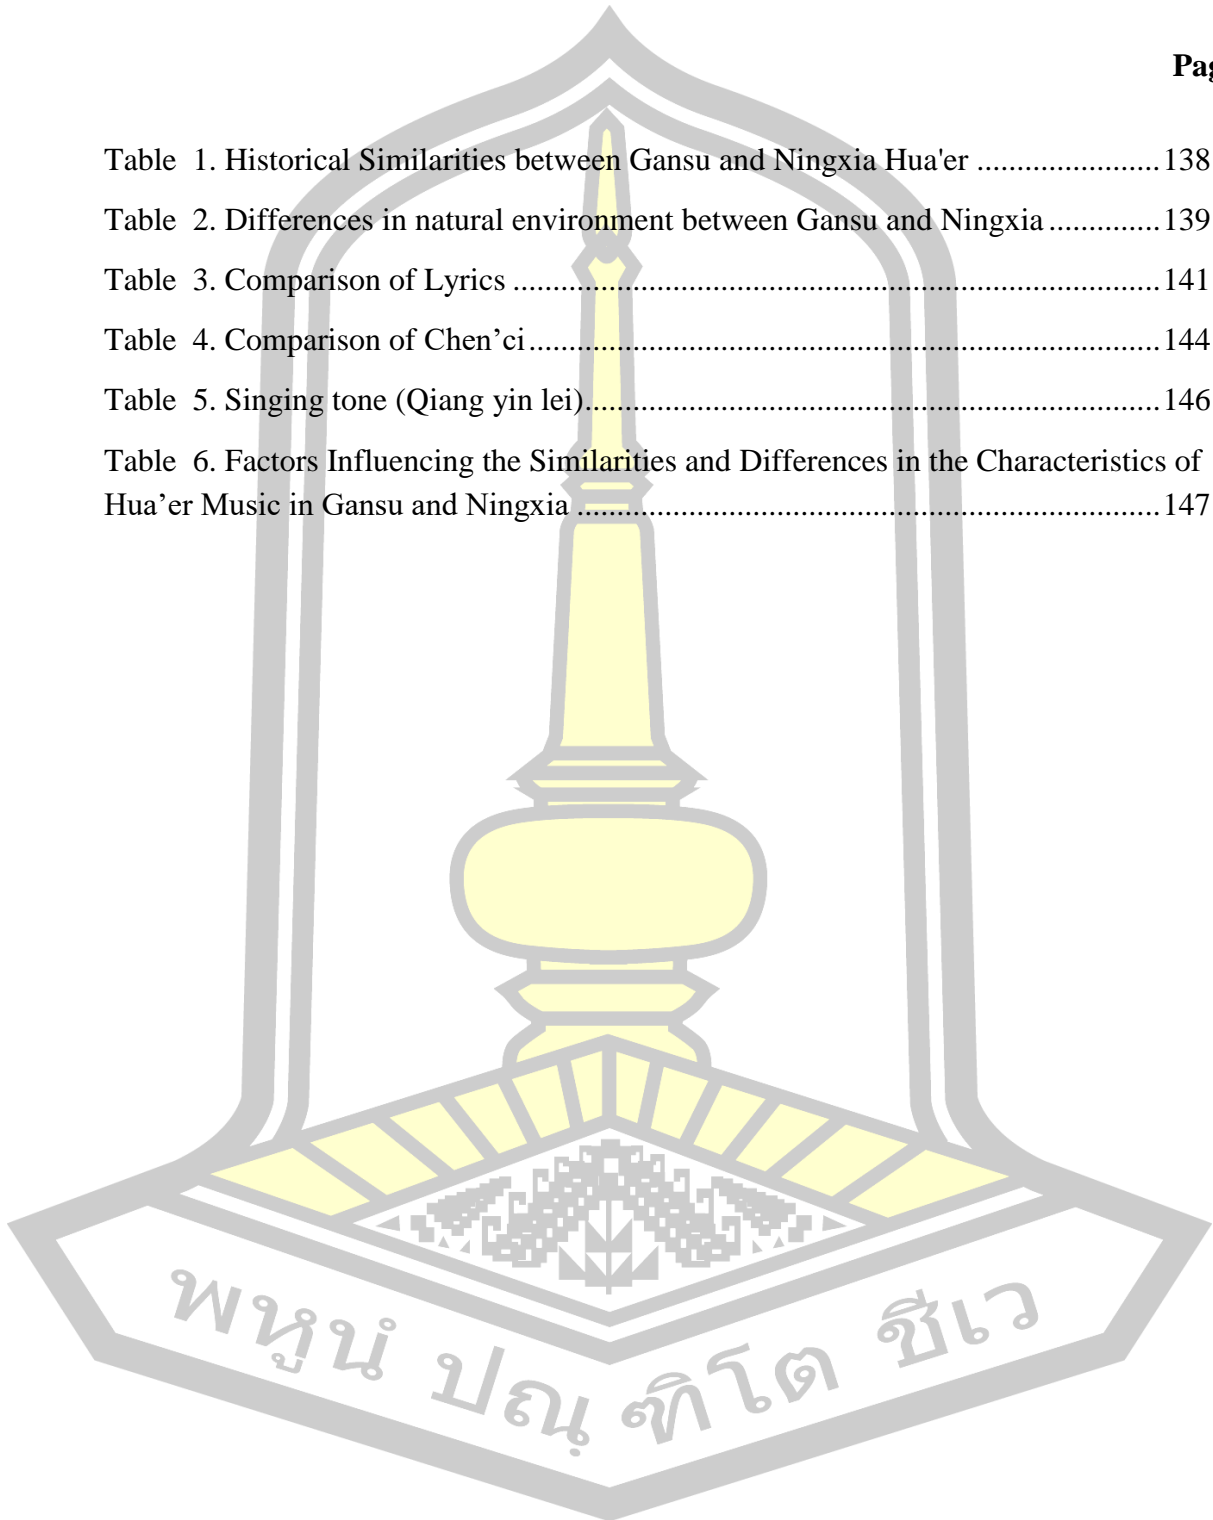 Pag
Table 1. Historical Similarities between Gansu and Ningxia Hua'er ......................138
Table 2. Differences in natural environment between Gansu and Ningxia ..............139
Table 3. Comparison of Lyrics ...................................................................................141
Table 4. Comparison of Chen’ci.................................................................................144
Table 5. Singing tone (Qiang yin lei)..........................................................................146
Table 6. Factors Influencing the Similarities and Differences in the Characteristics of
Hua’er Music in Gansu and Ningxia ...........................................................................147
พหูนํ ปณฺฑิโต ชีเว